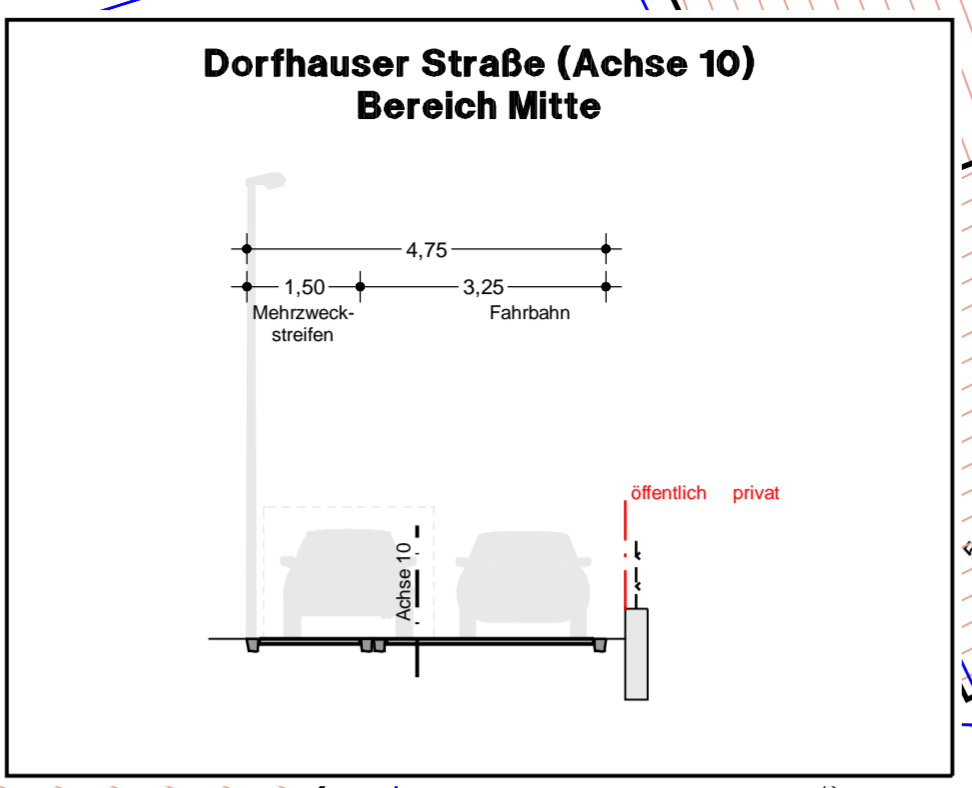 Dorfhauser Straße (Achse 10)
Bereich Mitte
4,75
1,50
3,25
Mehrzweck-
streifen
Fahrbahn
öffentlich privat
Achse 10